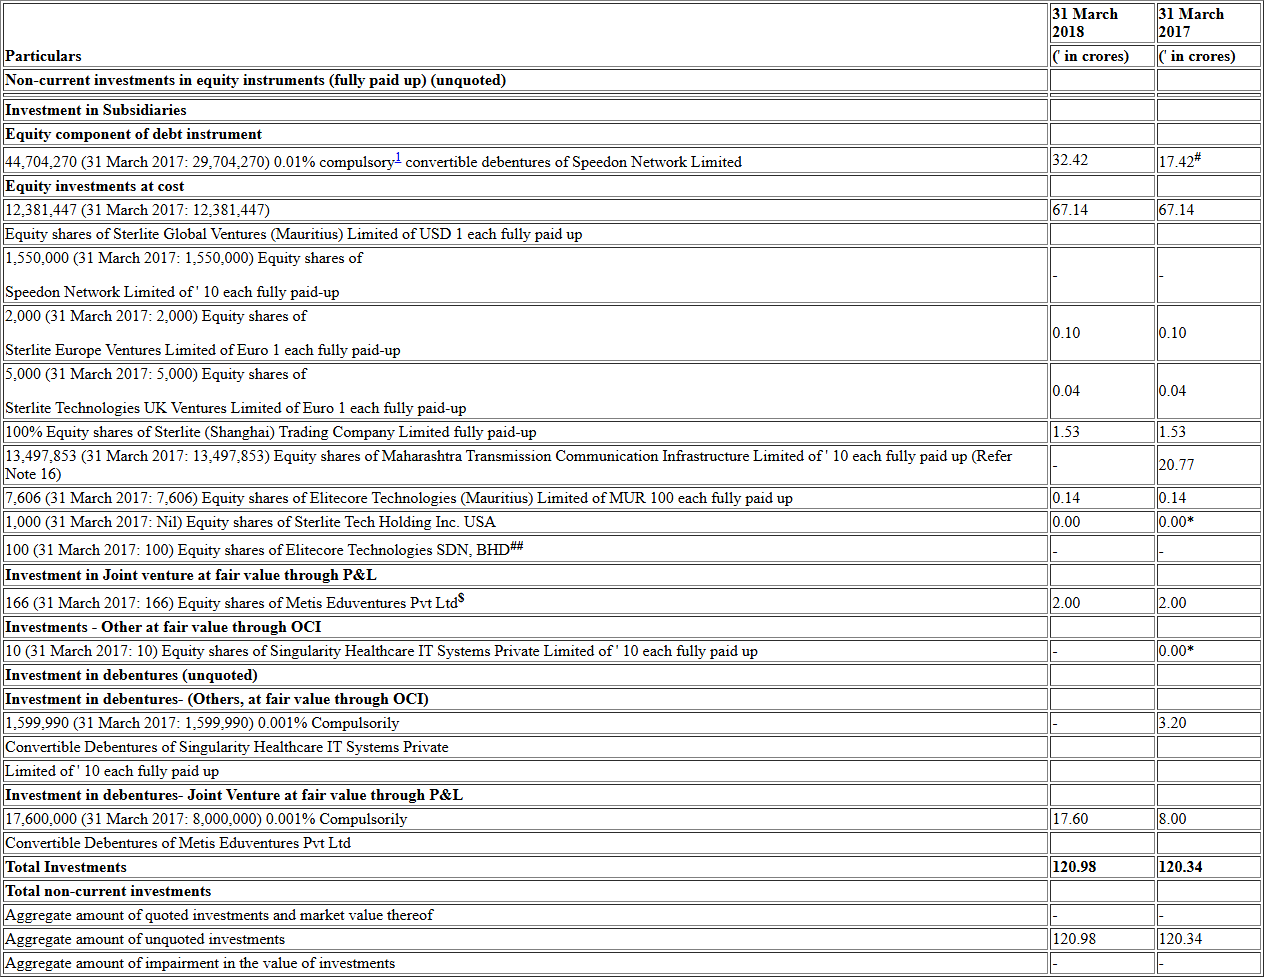 Particulars 31 March 2018 31 March 2017
(' in crores) (' in crores)
Non-current investments in equity instruments (fully paid up) (unquoted)
Investment in Subsidiaries
Equity component of debt instrument
44,704,270 (31 March 2017: 29,704,270) 0.01% compulsory1 convertible debentures of Speedon Network Limited 32.42 17.42#
Equity investments at cost
12,381,447 (31 March 2017: 12,381,447) 67.14 67.14
Equity shares of Sterlite Global Ventures (Mauritius) Limited of USD 1 each fully paid up
1,550,000 (31 March 2017: 1,550,000) Equity shares of
Speedon Network Limited of ' 10 each fully paid-up - -
2,000 (31 March 2017: 2,000) Equity shares of
Sterlite Europe Ventures Limited of Euro 1 each fully paid-up 0.10 0.10
5,000 (31 March 2017: 5,000) Equity shares of
Sterlite Technologies UK Ventures Limited of Euro 1 each fully paid-up 0.04 0.04
100% Equity shares of Sterlite (Shanghai) Trading Company Limited fully paid-up 1.53 1.53
13,497,853 (31 March 2017: 13,497,853) Equity shares of Maharashtra Transmission Communication Infrastructure Limited of ' 10 each fully paid up (Refer
Note 16) - 20.77
7,606 (31 March 2017: 7,606) Equity shares of Elitecore Technologies (Mauritius) Limited of MUR 100 each fully paid up 0.14 0.14
1,000 (31 March 2017: Nil) Equity shares of Sterlite Tech Holding Inc. USA 0.00 0.00*
100 (31 March 2017: 100) Equity shares of Elitecore Technologies SDN, BHD## - -
Investment in Joint venture at fair value through P&L
166 (31 March 2017: 166) Equity shares of Metis Eduventures Pvt Ltd$ 2.00 2.00
Investments - Other at fair value through OCI
10 (31 March 2017: 10) Equity shares of Singularity Healthcare IT Systems Private Limited of ' 10 each fully paid up - 0.00*
Investment in debentures (unquoted)
Investment in debentures- (Others, at fair value through OCI)
1,599,990 (31 March 2017: 1,599,990) 0.001% Compulsorily - 3.20
Convertible Debentures of Singularity Healthcare IT Systems Private
Limited of ' 10 each fully paid up
Investment in debentures- Joint Venture at fair value through P&L
17,600,000 (31 March 2017: 8,000,000) 0.001% Compulsorily 17.60 8.00
Convertible Debentures of Metis Eduventures Pvt Ltd
Total Investments 120.98 120.34
Total non-current investments
Aggregate amount of quoted investments and market value thereof - -
Aggregate amount of unquoted investments 120.98 120.34
Aggregate amount of impairment in the value of investments - -